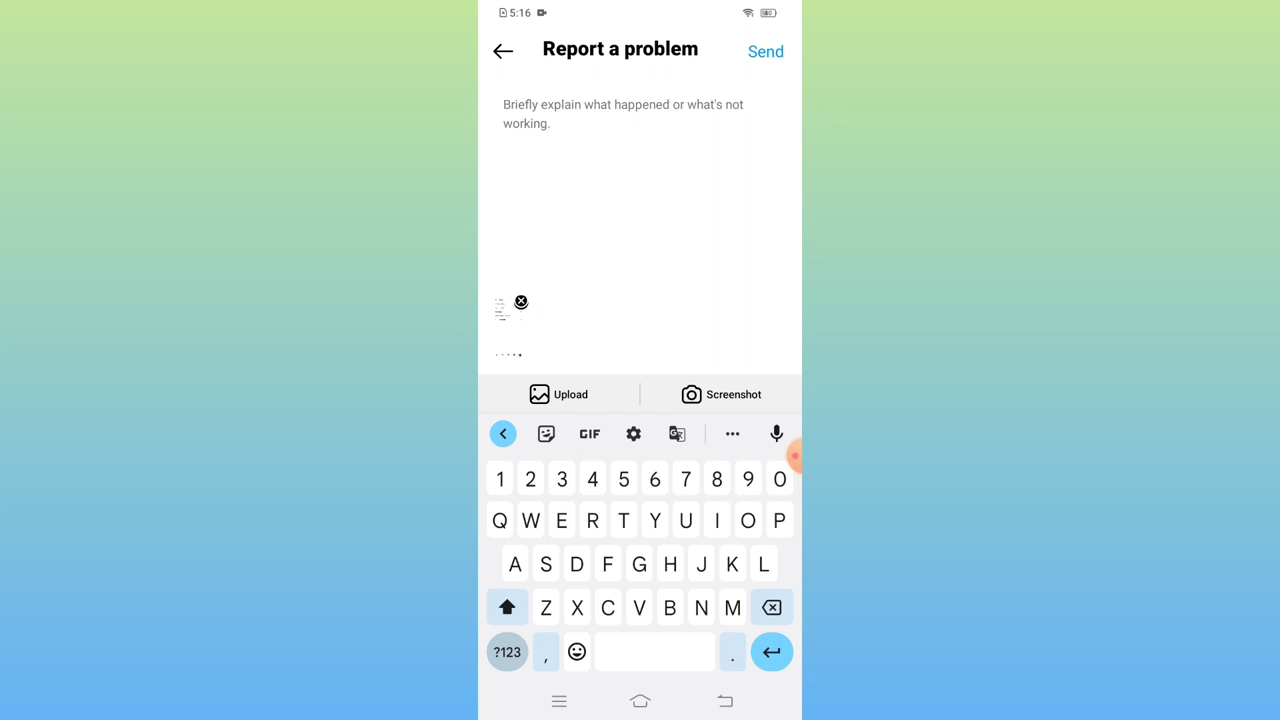 5:16
Report a problem
Send
Briefly explain what happened or what's not
working.
Upload
Screenshot
GIF
1 2 3 4 5 6 7 8 9 0
Q W E R T Y U I O P
A S D F G H J K L
Z X C V B N M
?123 , .